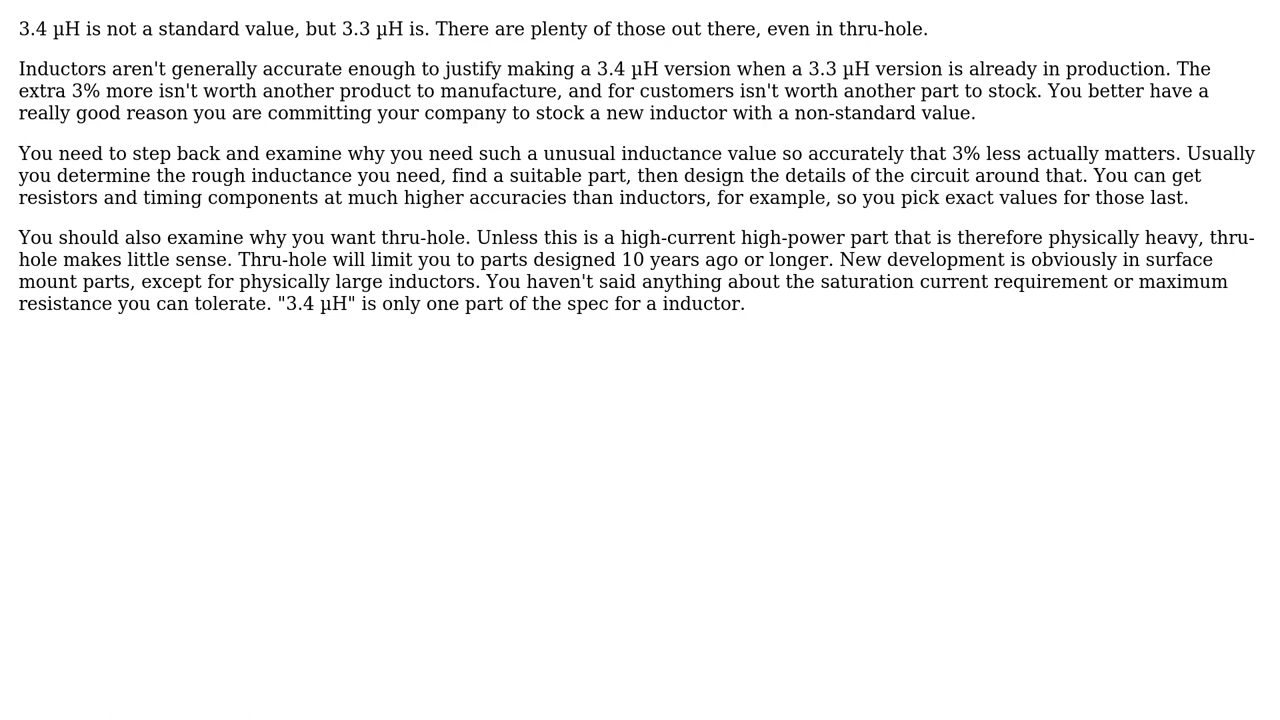 3.4 µH is not a standard value, but 3.3 µH is. There are plenty of those out there, even in thru-hole.
Inductors aren't generally accurate enough to justify making a 3.4 µH version when a 3.3 µH version is already in production. The
extra 3% more isn't worth another product to manufacture, and for customers isn't worth another part to stock. You better have a
really good reason you are committing your company to stock a new inductor with a non-standard value.
You need to step back and examine why you need such a unusual inductance value so accurately that 3% less actually matters. Usually
you determine the rough inductance you need, find a suitable part, then design the details of the circuit around that. You can get
resistors and timing components at much higher accuracies than inductors, for example, so you pick exact values for those last.
You should also examine why you want thru-hole. Unless this is a high-current high-power part that is therefore physically heavy, thru-
hole makes little sense. Thru-hole will limit you to parts designed 10 years ago or longer. New development is obviously in surface
mount parts, except for physically large inductors. You haven't said anything about the saturation current requirement or maximum
resistance you can tolerate. "3.4 µH" is only one part of the spec for a inductor.